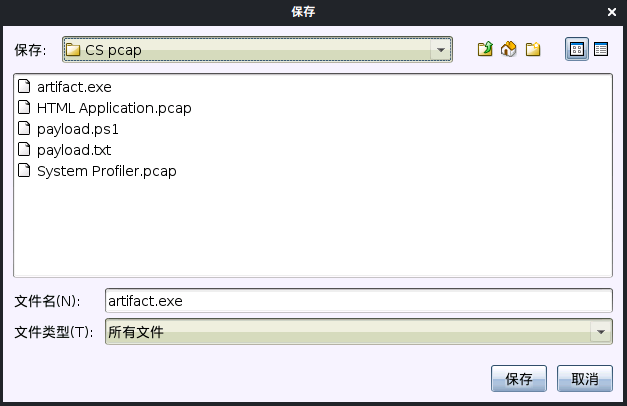 保存
保存:
CS pcap
artifact.exe
HTML Application.pcap
payload.ps1
payload.txt
System Profiler.pcap
文件名(N):
artifact.exe
文件类型(T):
所有文件
保存
取消